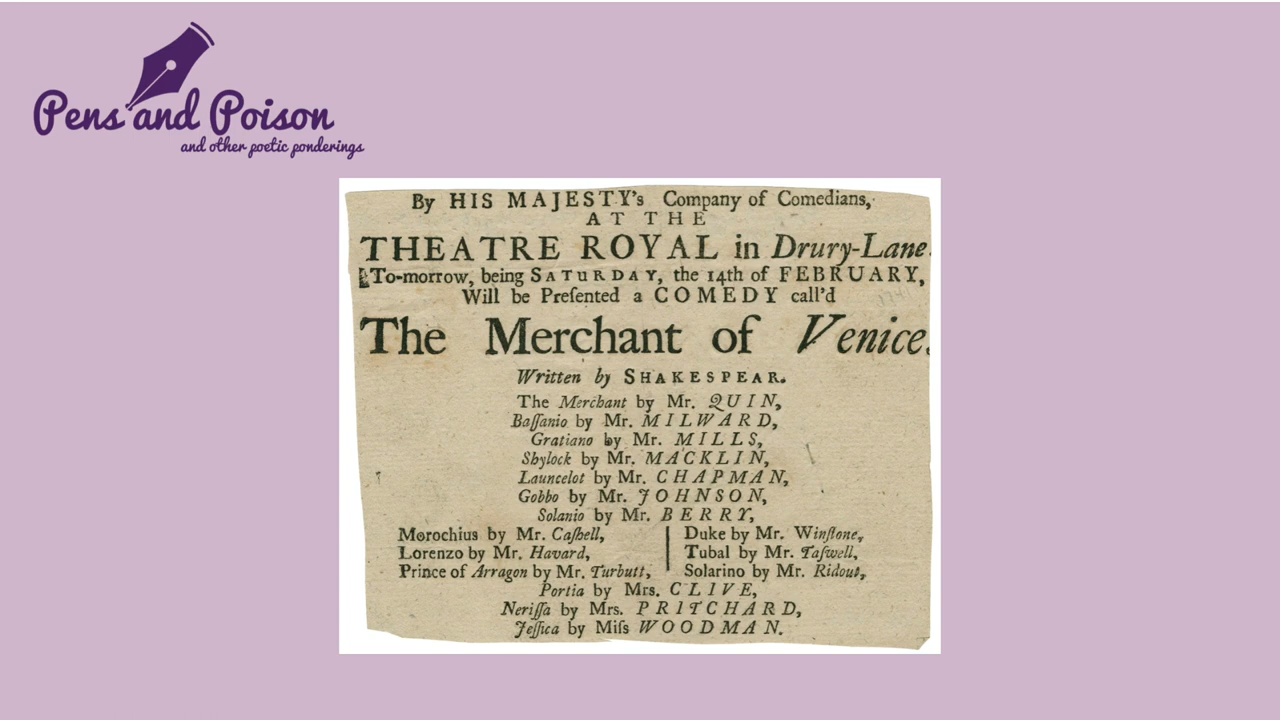 Pens and Poison
and other poetic ponderings
By HIS MAJESTY's Company of Comedians,
AT THE
THEATRE ROYAL in Drury-Lane.
To-morrow, being SATURDAY, the 14th of FEBRUARY,
Will be Preſented a COMEDY call'd
The Merchant of Venice.
Written by SHAKESPEAR.
The Merchant by Mr. QUIN,
Baſſanio by Mr. MILWARD,
Gratiano by Mr. MILLS,
Shylock by Mr. MACKLIN,
Launcelot by Mr. CHAPMAN,
Gobbo by Mr. JOHNSON,
Solanio by Mr. BERRY,
Morochius by Mr. Caſhell,
Lorenzo by Mr. Havard,
Prince of Arragon by Mr. Turbutt,
Duke by Mr. Winſtone,
Tubal by Mr. Taſwell,
Solarino by Mr. Ridout,
Portia by Mrs. CLIVE,
Neriſſa by Mrs. PRITCHARD,
Jeſſica by Miſs WOODMAN.